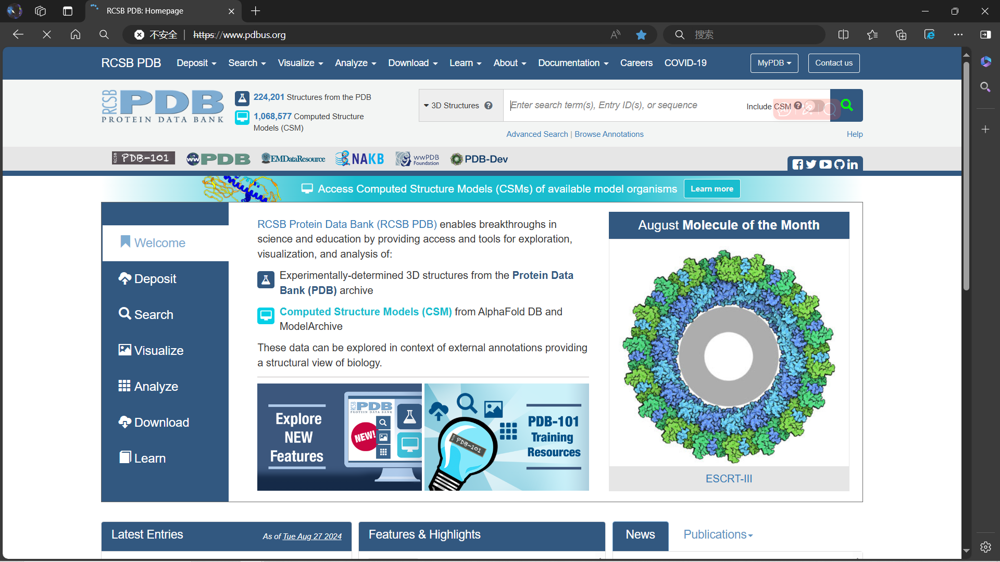 RCSB PDB: Homepage
不安全 https://www.pdbus.org
搜索
RCSB PDB Deposit Search Visualize Analyze Download Learn About Documentation Careers COVID-19 MyPDB Contact us
RCSB PDB
PROTEIN DATA BANK
224,201 Structures from the PDB
1,068,577 Computed Structure
Models (CSM)
3D Structures
Enter search term(s), Entry ID(s), or sequence
Include CSM
Advanced Search | Browse Annotations
Help
RCSB PDB-101
wwPDB
EMDataResource
NAKB
wwPDB
Foundation
PDB-Dev
Access Computed Structure Models (CSMs) of available model organisms
Learn more
Welcome
Deposit
Search
Visualize
Analyze
Download
Learn
RCSB Protein Data Bank (RCSB PDB) enables breakthroughs in
science and education by providing access and tools for exploration,
visualization, and analysis of:
Experimentally-determined 3D structures from the Protein Data
Bank (PDB) archive
Computed Structure Models (CSM) from AlphaFold DB and
ModelArchive
These data can be explored in context of external annotations providing
a structural view of biology.
Explore
NEW
Features
RCSB PDB
PROTEIN DATA BANK
NEW!
PDB-101
PDB-101
Training
Resources
August Molecule of the Month
ESCRT-III
Latest Entries
As of Tue Aug 27 2024
Features & Highlights
News
Publications